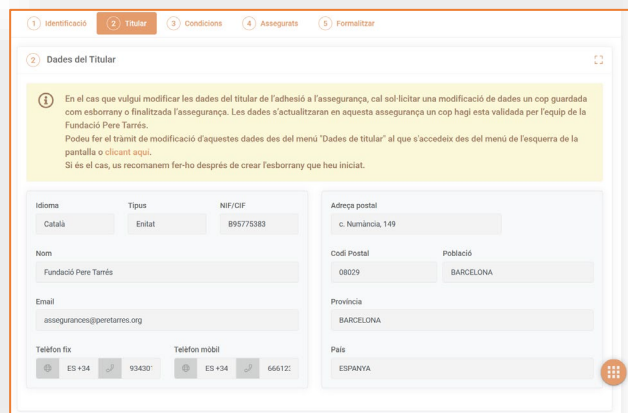 1 Identificació 2 Titular 3 Condicions 4 Assegurats 5 Formalitzar
2 Dades del Titular
En el cas que vulgui modificar les dades del titular de l'adhesió a l'assegurança, cal sol·licitar una modificació de dades un cop guardada
com esborrany o finalitzada l'assegurança. Les dades s'actualitzaran en aquesta assegurança un cop hagi esta validada per l'equip de la
Fundació Pere Tarrés.
Podeu fer el tràmit de modificació d'aquestes dades des del menú "Dades de titular" al que s'accedeix des del menú de l'esquerra de la
pantalla o clicant aquí.
Si és el cas, us recomanem fer-ho després de crear l'esborrany que heu iniciat.
Idioma Tipus NIF/CIF
Català Enitat B95775383
Nom
Fundació Pere Tarrés
Email
assegurances@peretarres.org
Telèfon fix Telèfon mòbil
ES +34 93430 ES +34 66612
Adreça postal
c. Numància, 149
Codi Postal Població
08029 BARCELONA
Província
BARCELONA
País
ESPANYA